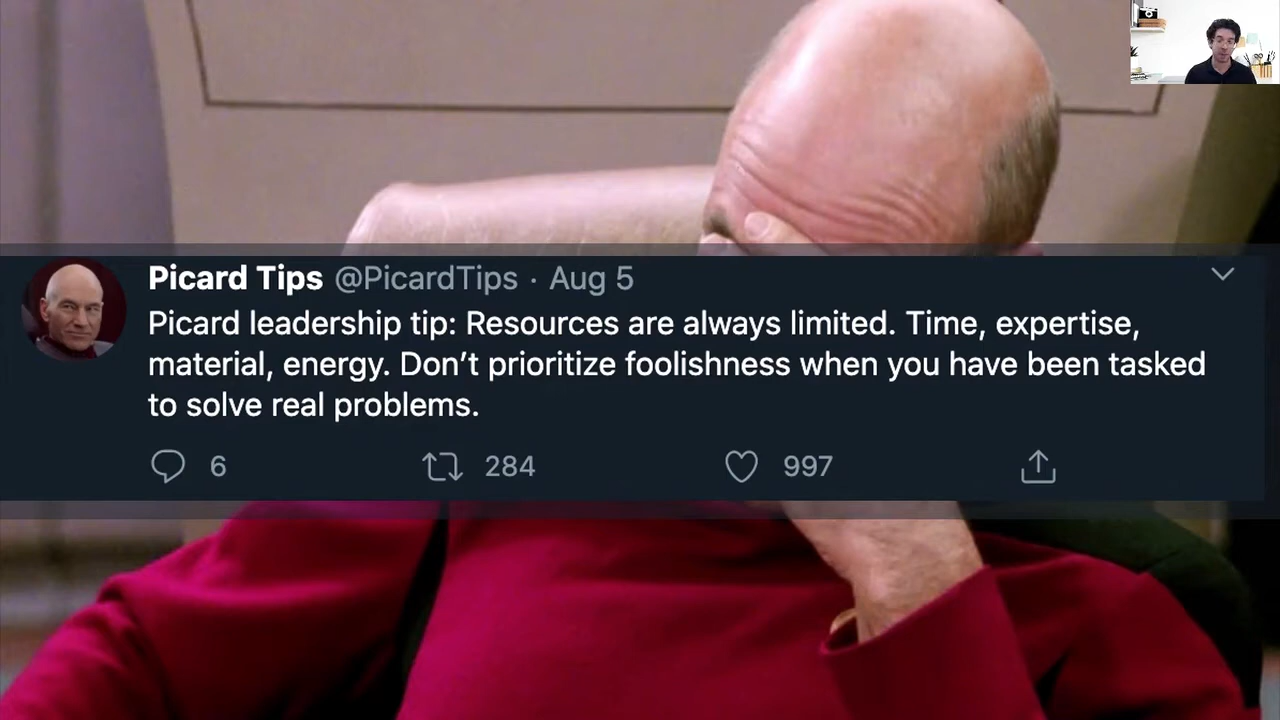 Picard Tips @PicardTips · Aug 5
Picard leadership tip: Resources are always limited. Time, expertise,
material, energy. Don’t prioritize foolishness when you have been tasked
to solve real problems.
6 284 997